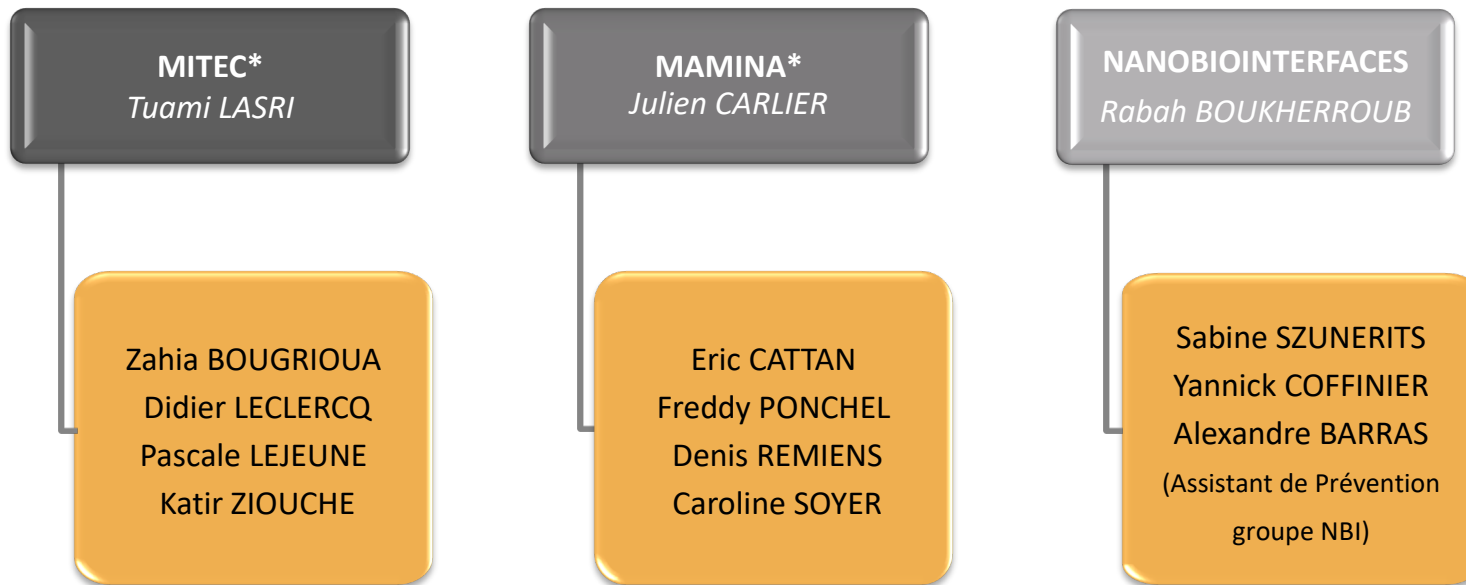 MITEC*
Tuami LASRI
Zahia BOUGRIOUA
Didier LECLERCQ
Pascale LEJEUNE
Katir ZIOUCHE
MAMINA*
Julien CARLIER
Eric CATTAN
Freddy PONCHEL
Denis REMIENS
Caroline SOYER
NANOBIOINTERFACES
Rabah BOUKHERROUB
Sabine SZUNERITS
Yannick COFFINIER
Alexandre BARRAS
(Assistant de Prévention
groupe NBI)